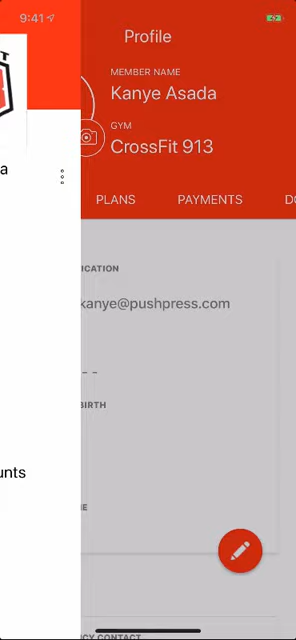 9:41
Profile
MEMBER NAME
Kanye Asada
GYM
CrossFit 913
T
a
PLANS PAYMENTS D
ICATION
kanye@pushpress.com
_ _
BIRTH
unts
E
CY CONTACT